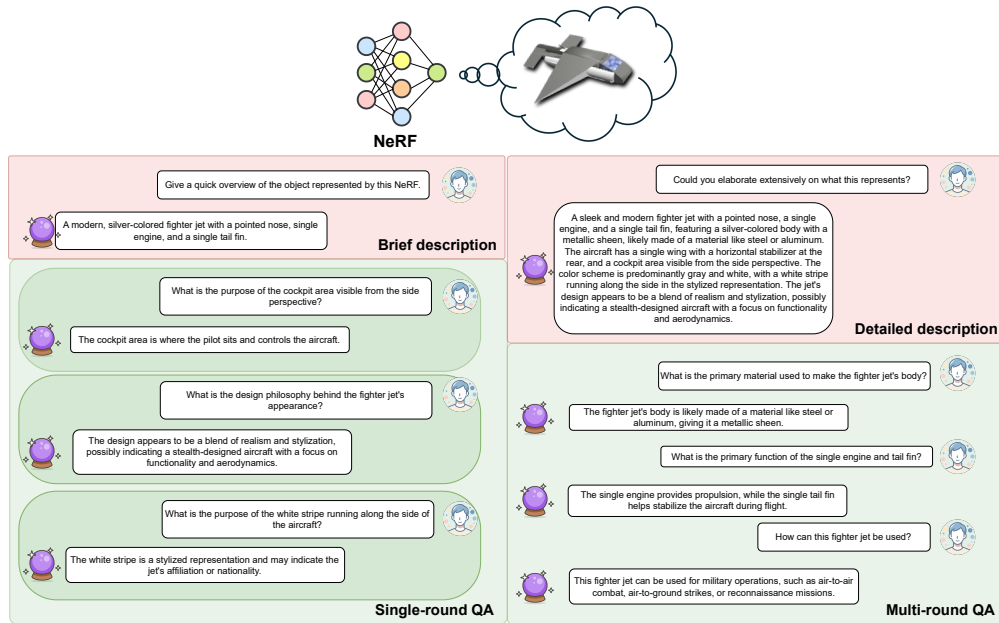 NeRF
Give a quick overview of the object represented by this NeRF.
A modern, silver-colored fighter jet with a pointed nose, single
engine, and a single tail fin.
Brief description
What is the purpose of the cockpit area visible from the side
perspective?
The cockpit area is where the pilot sits and controls the aircraft.
What is the design philosophy behind the fighter jet's
appearance?
The design appears to be a blend of realism and stylization,
possibly indicating a stealth-designed aircraft with a focus on
functionality and aerodynamics.
What is the purpose of the white stripe running along the side of
the aircraft?
The white stripe is a stylized representation and may indicate the
jet's affiliation or nationality.
Single-round QA
Could you elaborate extensively on what this represents?
A sleek and modern fighter jet with a pointed nose, a single
engine, and a single tail fin, featuring a silver-colored body with a
metallic sheen, likely made of a material like steel or aluminum.
The aircraft has a single wing with a horizontal stabilizer at the
rear, and a cockpit area visible from the side perspective. The
color scheme is predominantly gray and white, with a white stripe
running along the side in the stylized representation. The jet's
design appears to be a blend of realism and stylization, possibly
indicating a stealth-designed aircraft with a focus on functionality
and aerodynamics.
Detailed description
What is the primary material used to make the fighter jet's body?
The fighter jet's body is likely made of a material like steel or
aluminum, giving it a metallic sheen.
What is the primary function of the single engine and tail fin?
The single engine provides propulsion, while the single tail fin
helps stabilize the aircraft during flight.
How can this fighter jet be used?
This fighter jet can be used for military operations, such as air-to-air
combat, air-to-ground strikes, or reconnaissance missions.
Multi-round QA